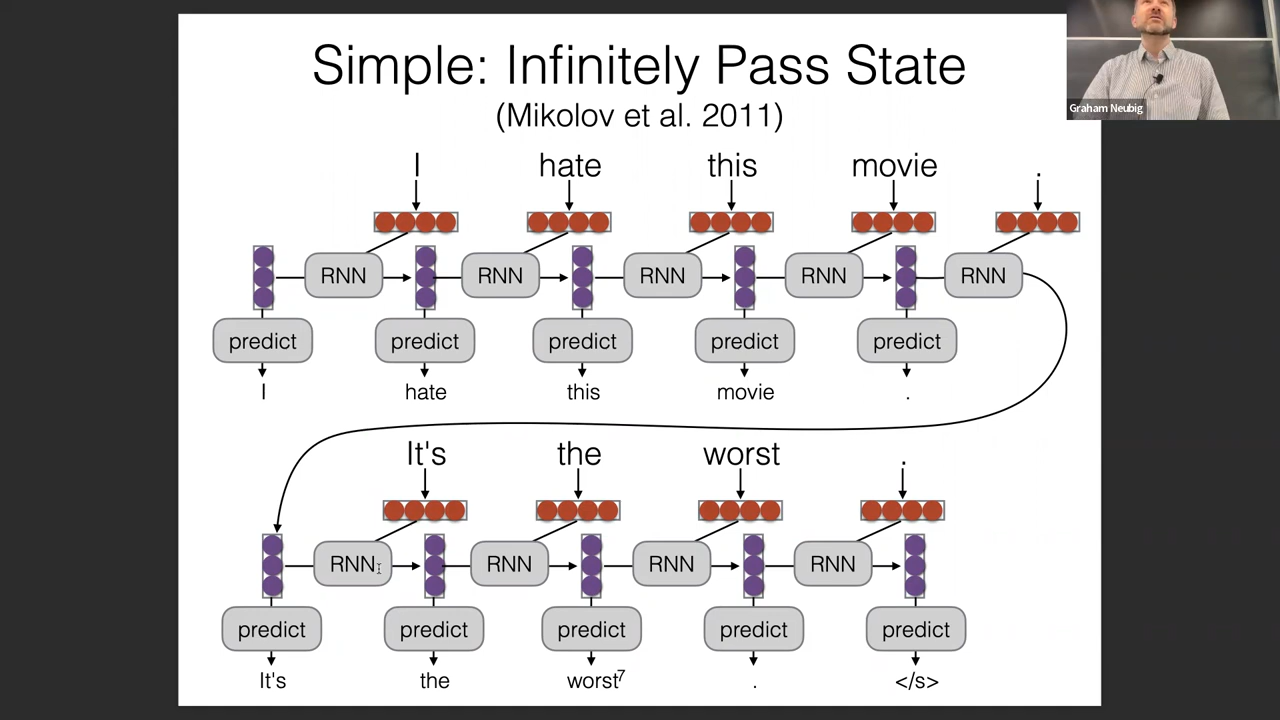 Simple: Infinitely Pass State
(Mikolov et al. 2011)
Graham Neubig
I hate this movie .
RNN RNN RNN RNN RNN
predict predict predict predict predict
I hate this movie .
It's the worst .
RNN RNN RNN RNN
predict predict predict predict predict
It's the worst 7 . </s>